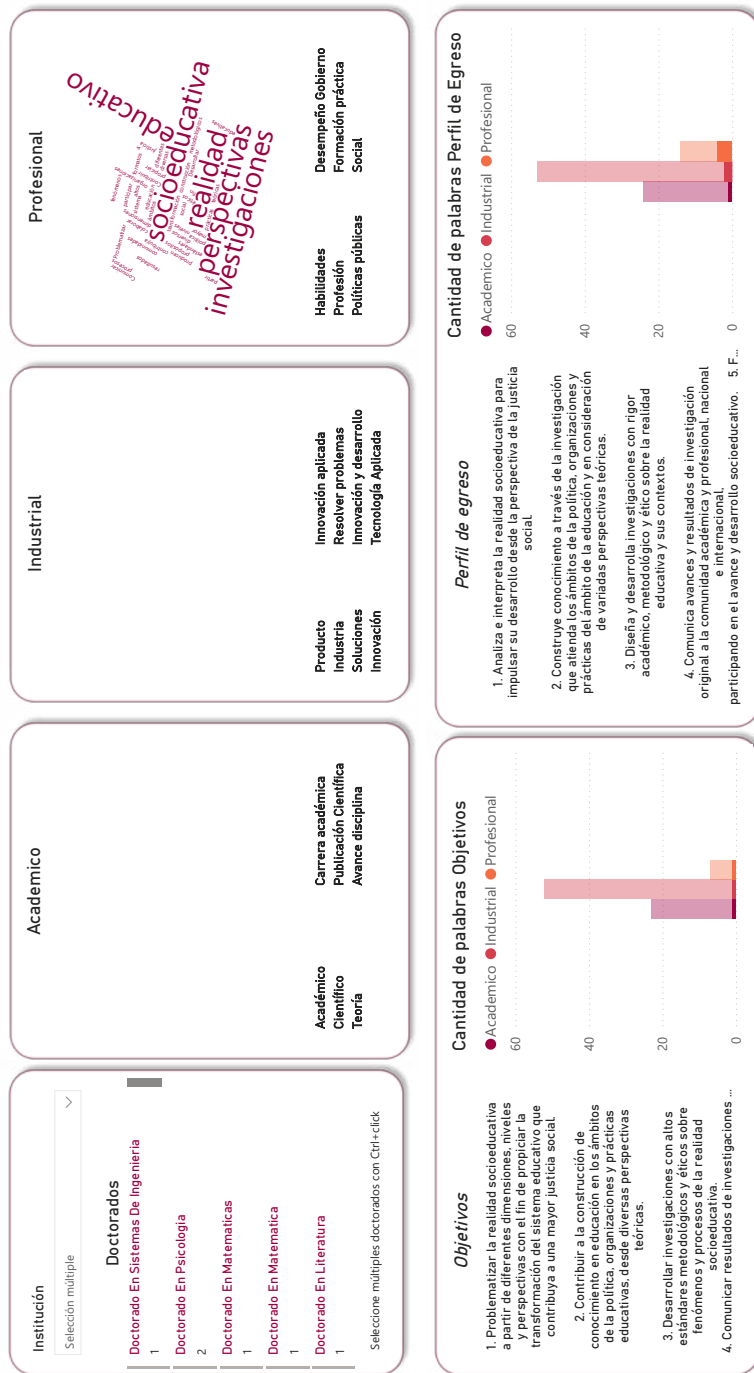 Institución
Selección múltiple
Doctorados
Doctorado En Sistemas De Ingenieria
1
Doctorado En Psicologia
2
Doctorado En Matematicas
1
Doctorado En Matematica
1
Doctorado En Literatura
1
Seleccione múltiples doctorados con Ctrl+click
Academico
Académico
Científico
Teoría
Carrera académica
Publicación Científica
Avance disciplina
Industrial
Producto
Industria
Soluciones
Innovación
Innovación aplicada
Resolver problemas
Innovación y desarrollo
Tecnología Aplicada
Profesional
educativo
socioeducativa
realidad
perspectivas
investigaciones
Habilidades
Profesión
Políticas públicas
Desempeño Gobierno
Formación práctica
Social
Objetivos
1. Problematizar la realidad socioeducativa
a partir de diferentes dimensiones, niveles
y perspectivas con el fin de propiciar la
transformación del sistema educativo que
contribuya a una mayor justicia social.
2. Contribuir a la construcción de
conocimiento en educación en los ámbitos
de la política, organizaciones y prácticas
educativas, desde diversas perspectivas
teóricas.
3. Desarrollar investigaciones con altos
estándares metodológicos y éticos sobre
fenómenos y procesos de la realidad
socioeducativa.
4. Comunicar resultados de investigaciones ...
Cantidad de palabras Objetivos
Academico Industrial Profesional
60
40
20
0
Perfil de egreso
1. Analiza e interpreta la realidad socioeducativa para
impulsar su desarrollo desde la perspectiva de la justicia
social.
2. Construye conocimiento a través de la investigación
que atienda los ámbitos de la política, organizaciones y
prácticas del ámbito de la educación y en consideración
de variadas perspectivas teóricas.
3. Diseña y desarrolla investigaciones con rigor
académico, metodológico y ético sobre la realidad
educativa y sus contextos.
4. Comunica avances y resultados de investigación
original a la comunidad académica y profesional, nacional
e internacional,
participando en el avance y desarrollo socioeducativo. 5. F...
Cantidad de palabras Perfil de Egreso
Academico Industrial Profesional
60
40
20
0